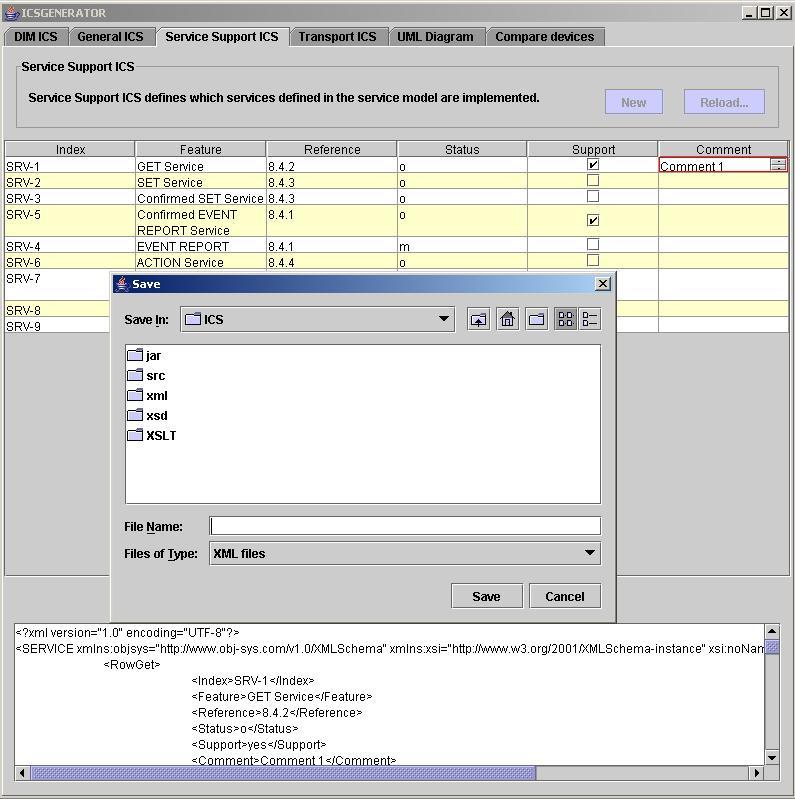 ICSGENERATOR
DIM ICS General ICS Service Support ICS Transport ICS UML Diagram Compare devices
Service Support ICS
Service Support ICS defines which services defined in the service model are implemented.
New Reload...
Index Feature Reference Status Support Comment
SRV-1 GET Service 8.4.2 o Comment 1
SRV-2 SET Service 8.4.3 o
SRV-3 Confirmed SET Service 8.4.3 o
SRV-5 Confirmed EVENT 8.4.1 o
REPORT Service
SRV-4 EVENT REPORT 8.4.1 m
SRV-6 ACTION Service 8.4.4 o
SRV-7
SRV-8
SRV-9
Save
Save In: ICS
jar
src
xml
xsd
XSLT
File Name:
Files of Type: XML files
Save Cancel
<?xml version="1.0" encoding="UTF-8"?>
<SERVICE xmlns:objsys="http://www.obj-sys.com/v1.0/XMLSchema" xmlns:xsi="http://www.w3.org/2001/XMLSchema-instance" xsi:noNam
<RowGet>
<Index>SRV-1</Index>
<Feature>GET Service</Feature>
<Reference>8.4.2</Reference>
<Status>o</Status>
<Support>yes</Support>
<Comment>Comment 1</Comment>